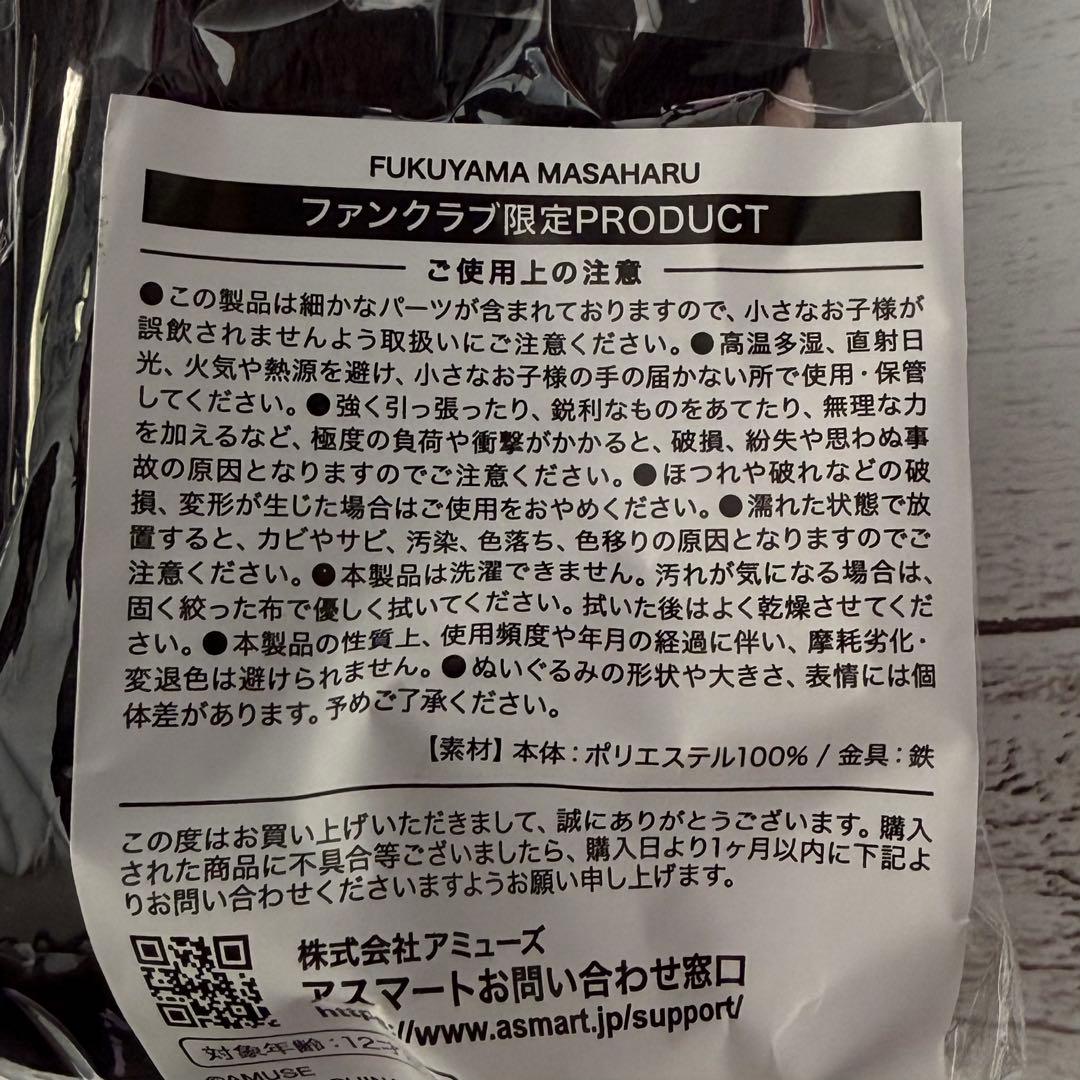 FUKUYAMA MASAHARU
ファンクラブ限定PRODUCT
ご使用上の注意
●この製品は細かなパーツが含まれておりますので、小さなお子様が
誤飲されませんよう取扱いにご注意ください。●高温多湿、直射日
光、火気や熱源を避け、小さなお子様の手の届かない所で使用・保管
してください。●強く引っ張ったり、鋭利なものをあてたり、無理な力
を加えるなど、極度の負荷や衝撃がかかると、破損、紛失や思わぬ事
故の原因となりますのでご注意ください。●ほつれや破れなどの破
損、変形が生じた場合はご使用をおやめください。●濡れた状態で放
置すると、カビやサビ、汚染、色落ち、色移りの原因となりますのでご
注意ください。●本製品は洗濯できません。汚れが気になる場合は、
固く絞った布で優しく拭いてください。拭いた後はよく乾燥させてくだ
さい。●本製品の性質上、使用頻度や年月の経過に伴い、摩耗劣化・
変退色は避けられません。●ぬいぐるみの形状や大きさ、表情には個
体差があります。予めご了承ください。
【素材】本体：ポリエステル100% / 金具：鉄
この度はお買い上げいただきまして、誠にありがとうございます。購入
された商品に不具合等ございましたら、購入日より1ヶ月以内に下記よ
りお問い合わせくださいますようお願い申し上げます。
株式会社アミューズ
アスマートお問い合わせ窓口
//www.asmart.jp/support/
対象年齢：12
©AMUSE